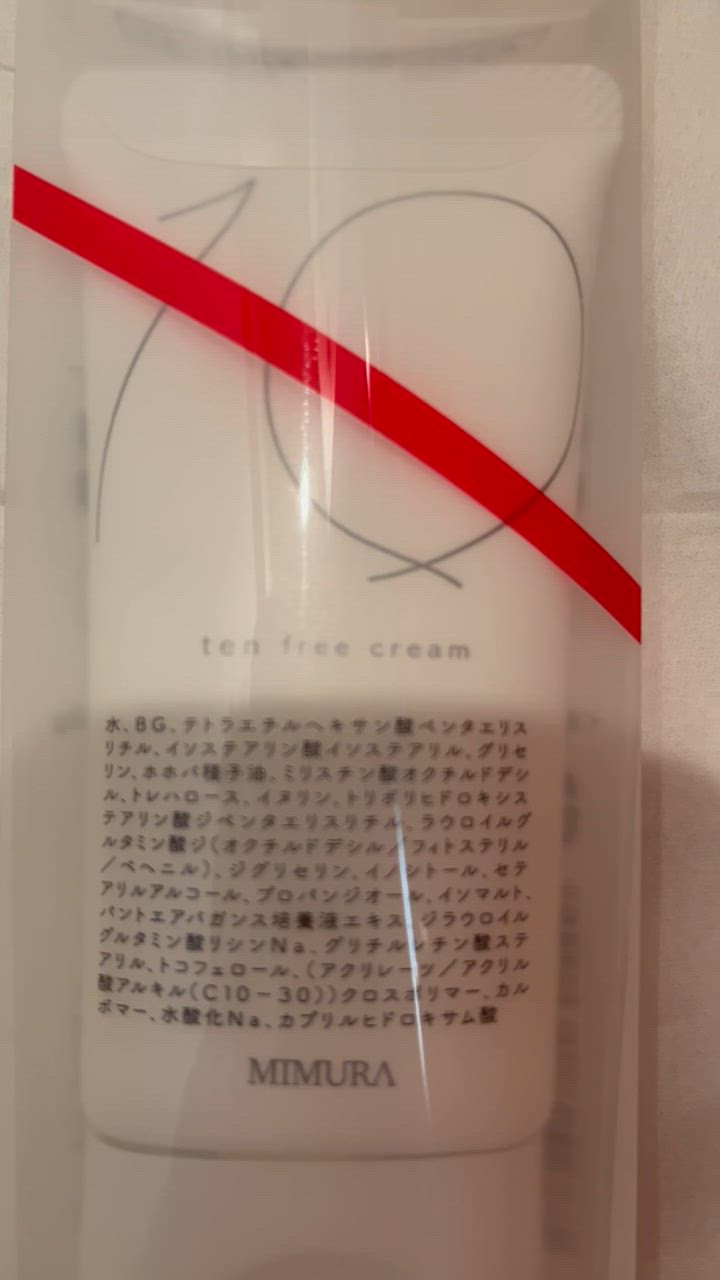 10
ten free cream
水、BG、テトラエチルヘキサン酸ペンタエリス
リチル、イソステアリン酸イソステアリル、グリセ
リン、ホホバ種子油、ミリスチン酸オクチルドデシ
ル、トレハロース、イヌリン、トリポリヒドロキシス
テアリン酸ジペンタエリスリチル、ラウロイルグ
ルタミン酸ジ(オクチルドデシル/フィトステリル
/ベヘニル)、ジグリセリン、イノシトール、セテ
アリルアルコール、プロパンジオール、イソマルト、
パントエアバガンス培養液エキス、ジラウロイル
グルタミン酸リシンNa、グリチルレチン酸ステ
アリル、トコフェロール、(アクリレーツ/アクリル
酸アルキル(C10-30))クロスポリマー、カル
ボマー、水酸化Na、カプリルヒドロキサム酸
MIMURA